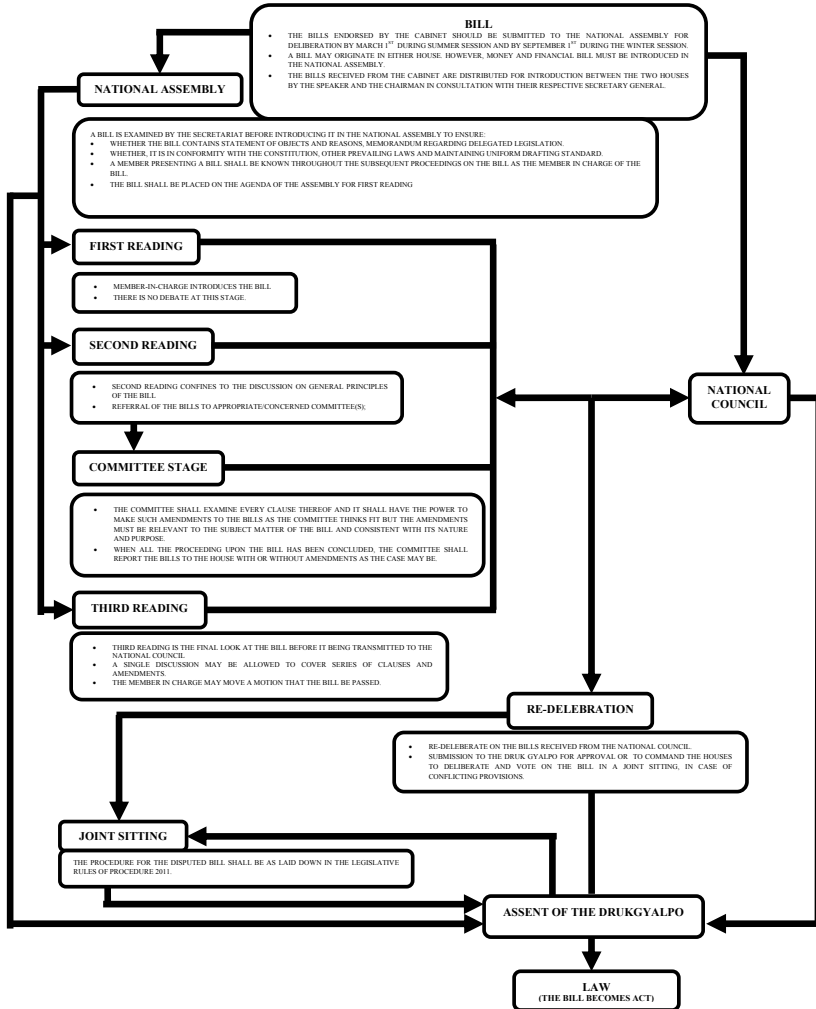 BILL
• THE BILLS ENDORSED BY THE CABINET SHOULD BE SUBMITTED TO THE NATIONAL ASSEMBLY FOR
DELIBERATION BY MARCH 1ST DURING SUMMER SESSION AND BY SEPTEMBER 1ST DURING THE WINTER SESSION.
• A BILL MAY ORIGINATE IN EITHER HOUSE. HOWEVER, MONEY AND FINANCIAL BILL MUST BE INTRODUCED IN
THE NATIONAL ASSEMBLY.
• THE BILLS RECEIVED FROM THE CABINET ARE DISTRIBUTED FOR INTRODUCTION BETWEEN THE TWO HOUSES
BY THE SPEAKER AND THE CHAIRMAN IN CONSULTATION WITH THEIR RESPECTIVE SECRETARY GENERAL.
NATIONAL ASSEMBLY
A BILL IS EXAMINED BY THE SECRETARIAT BEFORE INTRODUCING IT IN THE NATIONAL ASSEMBLY TO ENSURE:
• WHETHER THE BILL CONTAINS STATEMENT OF OBJECTS AND REASONS, MEMORANDUM REGARDING DELEGATED LEGISLATION.
• WHETHER, IT IS IN CONFORMITY WITH THE CONSTITUTION, OTHER PREVAILING LAWS AND MAINTAINING UNIFORM DRAFTING STANDARD.
• A MEMBER PRESENTING A BILL SHALL BE KNOWN THROUGHOUT THE SUBSEQUENT PROCEEDINGS ON THE BILL AS THE MEMBER IN CHARGE OF THE
BILL.
• THE BILL SHALL BE PLACED ON THE AGENDA OF THE ASSEMBLY FOR FIRST READING
FIRST READING
• MEMBER-IN-CHARGE INTRODUCES THE BILL
• THERE IS NO DEBATE AT THIS STAGE.
SECOND READING
• SECOND READING CONFINES TO THE DISCUSSION ON GENERAL PRINCIPLES
OF THE BILL
• REFERRAL OF THE BILLS TO APPROPRIATE/CONCERNED COMMITTEE(S);
NATIONAL
COUNCIL
COMMITTEE STAGE
• THE COMMITTEE SHALL EXAMINE EVERY CLAUSE THEREOF AND IT SHALL HAVE THE POWER TO
MAKE SUCH AMENDMENTS TO THE BILLS AS THE COMMITTEE THINKS FIT BUT THE AMENDMENTS
MUST BE RELEVANT TO THE SUBJECT MATTER OF THE BILL AND CONSISTENT WITH ITS NATURE
AND PURPOSE.
• WHEN ALL THE PROCEEDING UPON THE BILL HAS BEEN CONCLUDED, THE COMMITTEE SHALL
REPORT THE BILLS TO THE HOUSE WITH OR WITHOUT AMENDMENTS AS THE CASE MAY BE.
THIRD READING
• THIRD READING IS THE FINAL LOOK AT THE BILL BEFORE IT BEING TRANSMITTED TO THE
NATIONAL COUNCIL
• A SINGLE DISCUSSION MAY BE ALLOWED TO COVER SERIES OF CLAUSES AND
AMENDMENTS.
• THE MEMBER IN CHARGE MAY MOVE A MOTION THAT THE BILL BE PASSED.
RE-DELEBRATION
• RE-DELEBERATE ON THE BILLS RECEIVED FROM THE NATIONAL COUNCIL.
• SUBMISSION TO THE DRUK GYALPO FOR APPROVAL OR TO COMMAND THE HOUSES
TO DELIBERATE AND VOTE ON THE BILL IN A JOINT SITTING, IN CASE OF
CONFLICTING PROVISIONS.
JOINT SITTING
THE PROCEDURE FOR THE DISPUTED BILL SHALL BE AS LAID DOWN IN THE LEGISLATIVE
RULES OF PROCEDURE 2011.
ASSENT OF THE DRUKGYALPO
LAW
(THE BILL BECOMES ACT)